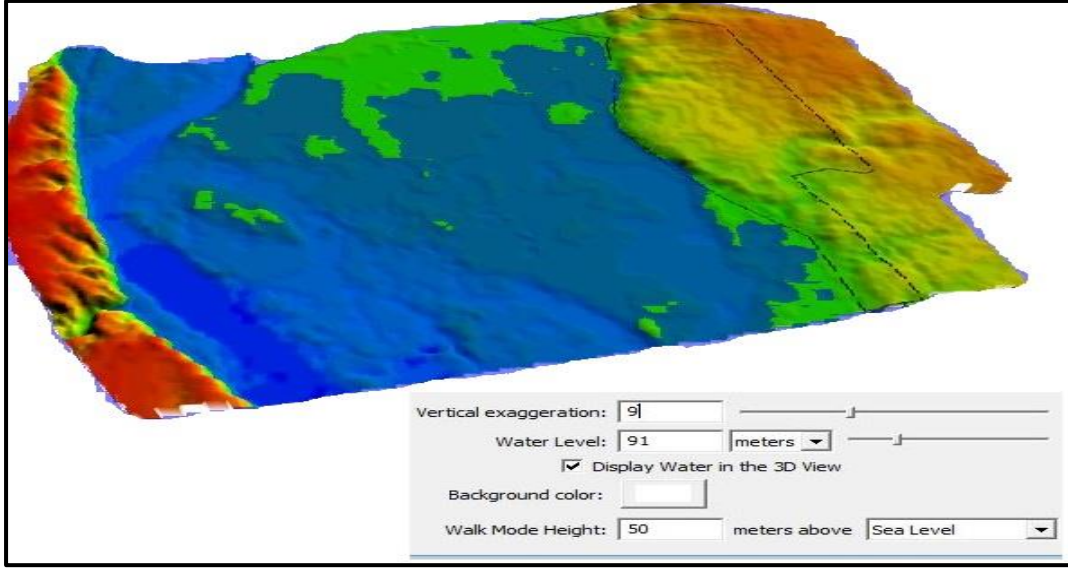 Vertical exaggeration: 9
Water Level: 91 meters
Display Water in the 3D View
Background color:
Walk Mode Height: 50 meters above Sea Level